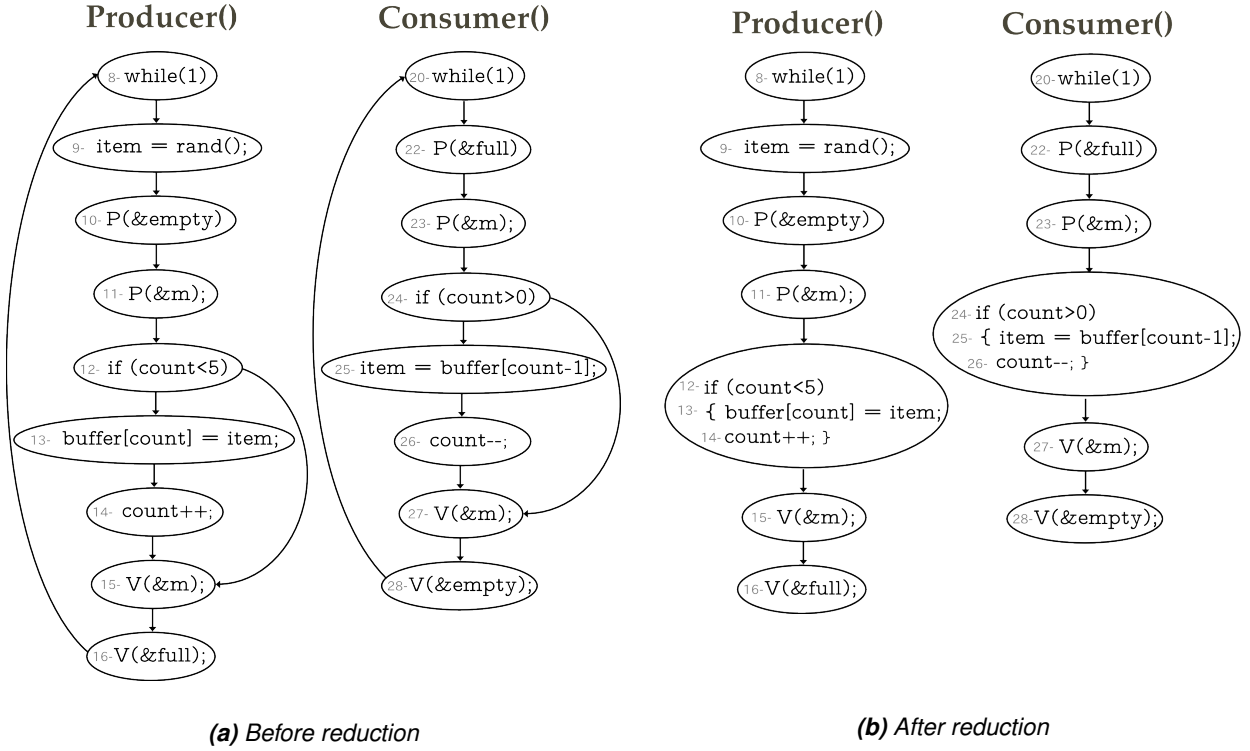 Producer()
8- while(1)
9- item = rand();
10- P(&empty)
11- P(&m);
12- if (count<5)
13- buffer[count] = item;
14- count++;
15- V(&m);
16- V(&full);
Consumer()
20- while(1)
22- P(&full)
23- P(&m);
24- if (count>0)
25- item = buffer[count-1];
26- count--;
27- V(&m);
28- V(&empty);
(a) Before reduction
Producer()
8- while(1)
9- item = rand();
10- P(&empty)
11- P(&m);
12- if (count<5)
13- { buffer[count] = item;
14- count++; }
15- V(&m);
16- V(&full);
Consumer()
20- while(1)
22- P(&full)
23- P(&m);
24- if (count>0)
25- { item = buffer[count-1];
26- count--; }
27- V(&m);
28- V(&empty);
(b) After reduction